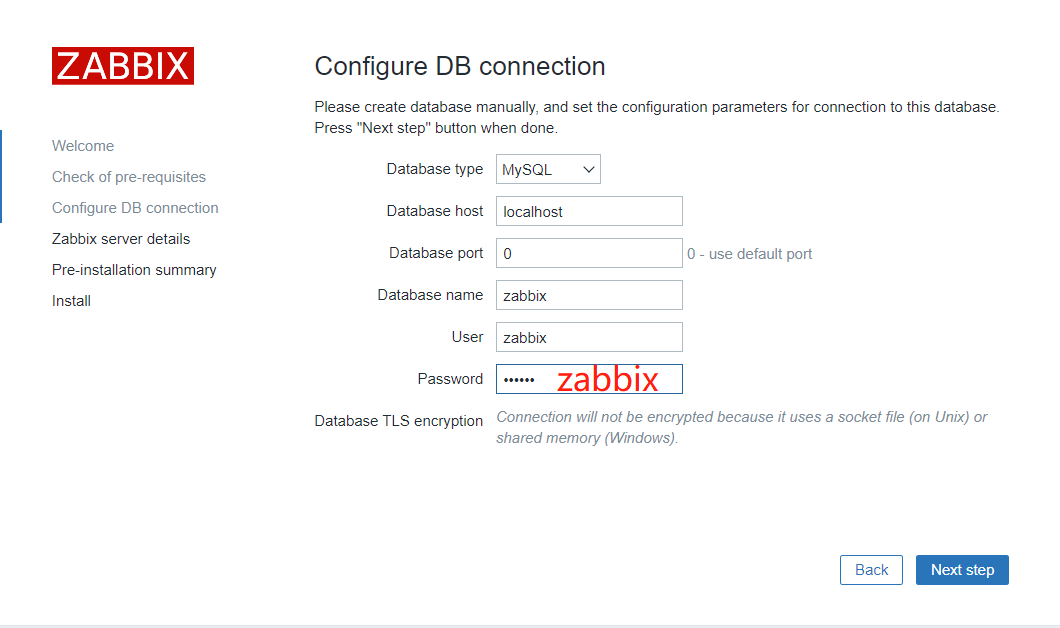 ZABBIX
Welcome
Check of pre-requisites
Configure DB connection
Zabbix server details
Pre-installation summary
Install
Configure DB connection
Please create database manually, and set the configuration parameters for connection to this database.
Press "Next step" button when done.
Database type MySQL
Database host localhost
Database port 0 0 - use default port
Database name zabbix
User zabbix
Password •••••• zabbix
Database TLS encryption Connection will not be encrypted because it uses a socket file (on Unix) or
shared memory (Windows).
Back Next step